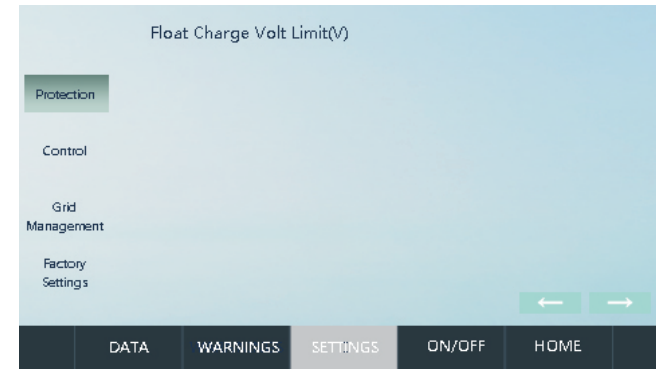 Float Charge Volt Limit(V)
Protection
Control
Grid
Management
Factory
Settings
← →
DATA WARNINGS SETTINGS ON/OFF HOME